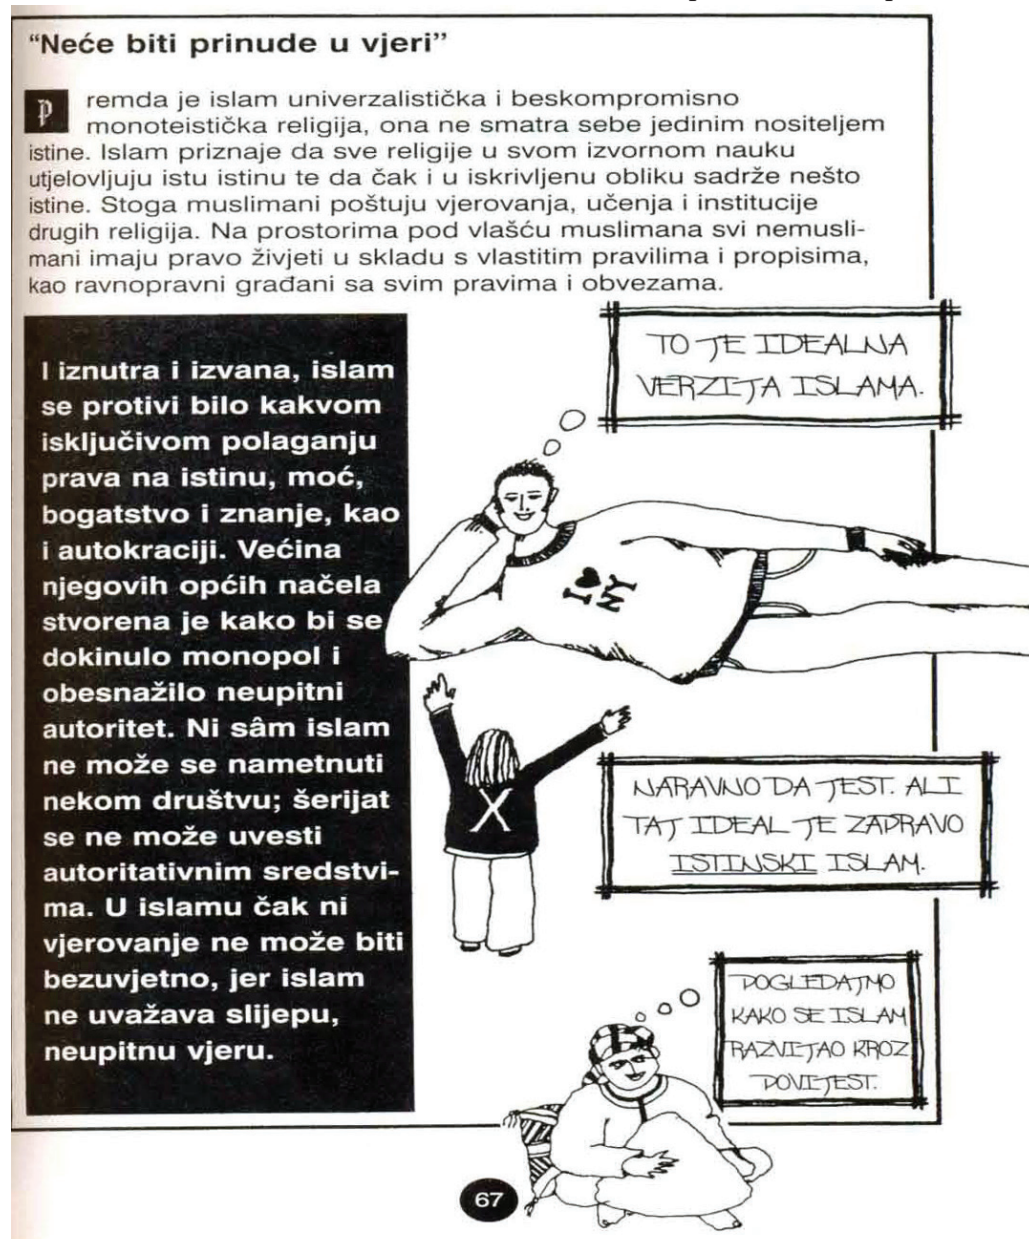 “Neće biti prinude u vjeri”
Premda je islam univerzalistička i beskompromisno
monoteistička religija, ona ne smatra sebe jedinim nositeljem
istine. Islam priznaje da sve religije u svom izvornom nauku
utjelovljuju istu istinu te da čak i u iskrivljenu obliku sadrže nešto
istine. Stoga muslimani poštuju vjerovanja, učenja i institucije
drugih religija. Na prostorima pod vlašću muslimana svi nemusli-
mani imaju pravo živjeti u skladu s vlastitim pravilima i propisima,
kao ravnopravni građani sa svim pravima i obvezama.
I iznutra i izvana, islam
se protivi bilo kakvom
isključivom polaganju
prava na istinu, moć,
bogatstvo i znanje, kao
i autokraciji. Većina
njegovih općih načela
stvorena je kako bi se
dokinulo monopol i
obesnažilo neupitni
autoritet. Ni sâm islam
ne može se nametnuti
nekom društvu; šerijat
se ne može uvesti
autoritativnim sredstvi-
ma. U islamu čak ni
vjerovanje ne može biti
bezuvjetno, jer islam
ne uvažava slijepu,
neupitnu vjeru.
TO JE IDEALNA
VERZIJA ISLAMA.
I ♥
NY
X
NARAVNO DA JEST. ALI
TAJ IDEAL JE ZAPRAVO
ISTINSKI ISLAM.
POGLEDAJMO
KAKO SE ISLAM
RAZVIJAO KROZ
POVIJEST.
67